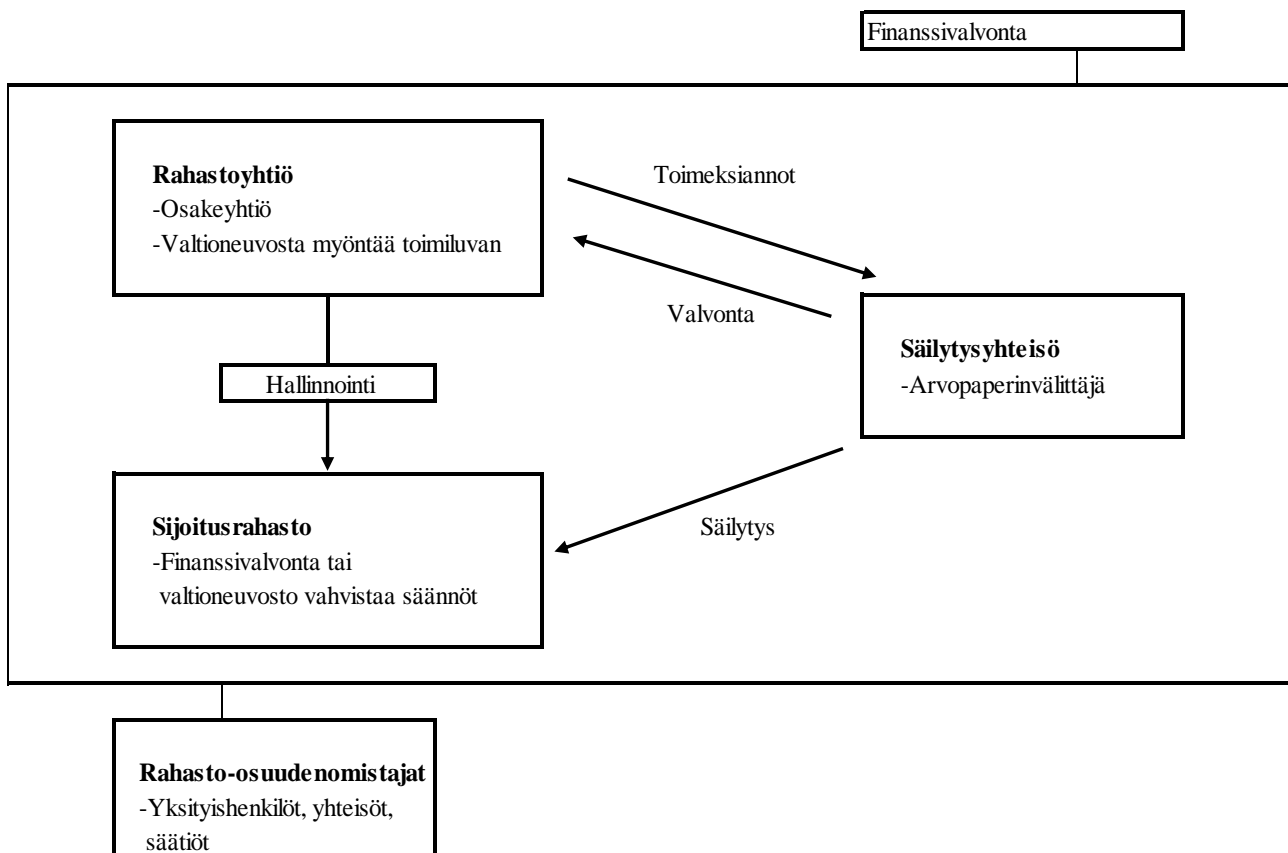 Finanssivalvonta
Rahastoyhtiö
-Osakeyhtiö
-Valtioneuvosta myöntää toimiluvan
Toimeksiannot
Valvonta
Säilytysyhteisö
-Arvopaperinvälittäjä
Hallinnointi
Sijoitusrahasto
-Finanssivalvonta tai
valtioneuvosto vahvistaa säännöt
Säilytys
Rahasto-osuudenomistajat
-Yksityishenkilöt, yhteisöt,
säätiöt